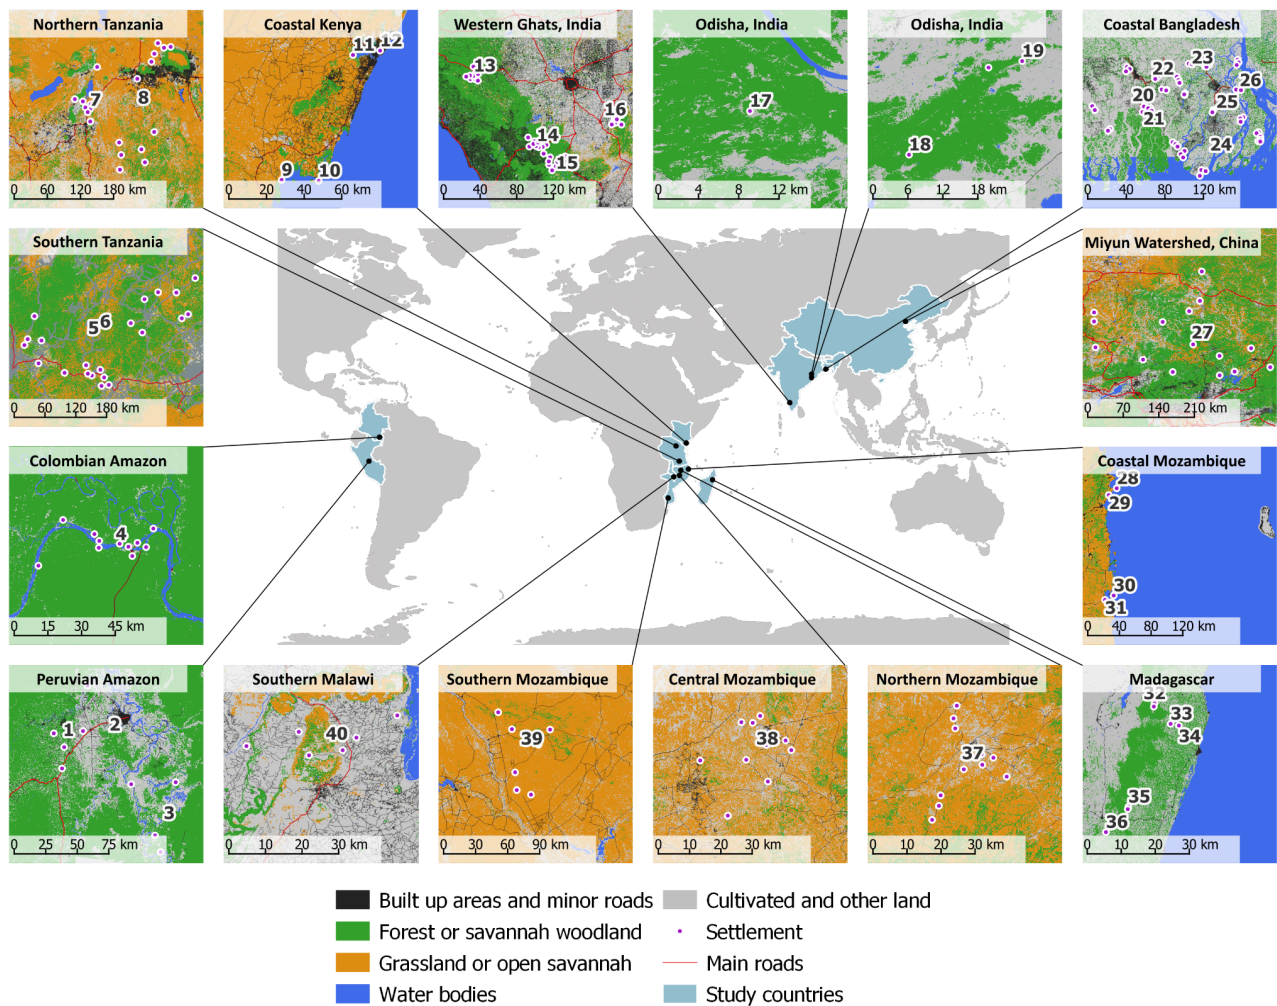 Northern Tanzania
7
8
0 60 120 180 km
Coastal Kenya
11
12
9
10
0 20 40 60 km
Western Ghats, India
13
16
14
15
0 25 50 75 km
Odisha, India
17
0 6 12 km
Odisha, India
19
18
0 6 12 18 km
Coastal Bangladesh
23
22
26
20
25
21
24
0 40 80 120 km
Southern Tanzania
5
6
0 60 120 180 km
Miyun Watershed, China
27
0 70 140 210 km
Colombian Amazon
4
0 15 30 45 km
Coastal Mozambique
28
29
30
31
0 40 80 120 km
Peruvian Amazon
1
2
3
0 25 50 75 km
Southern Malawi
40
0 10 20 30 km
Southern Mozambique
39
0 30 60 90 km
Central Mozambique
38
0 10 20 30 km
Northern Mozambique
37
0 10 20 30 km
Madagascar
32
33
34
35
36
0 10 20 30 km
Built up areas and minor roads
Forest or savannah woodland
Grassland or open savannah
Water bodies
Cultivated and other land
Settlement
Main roads
Study countries